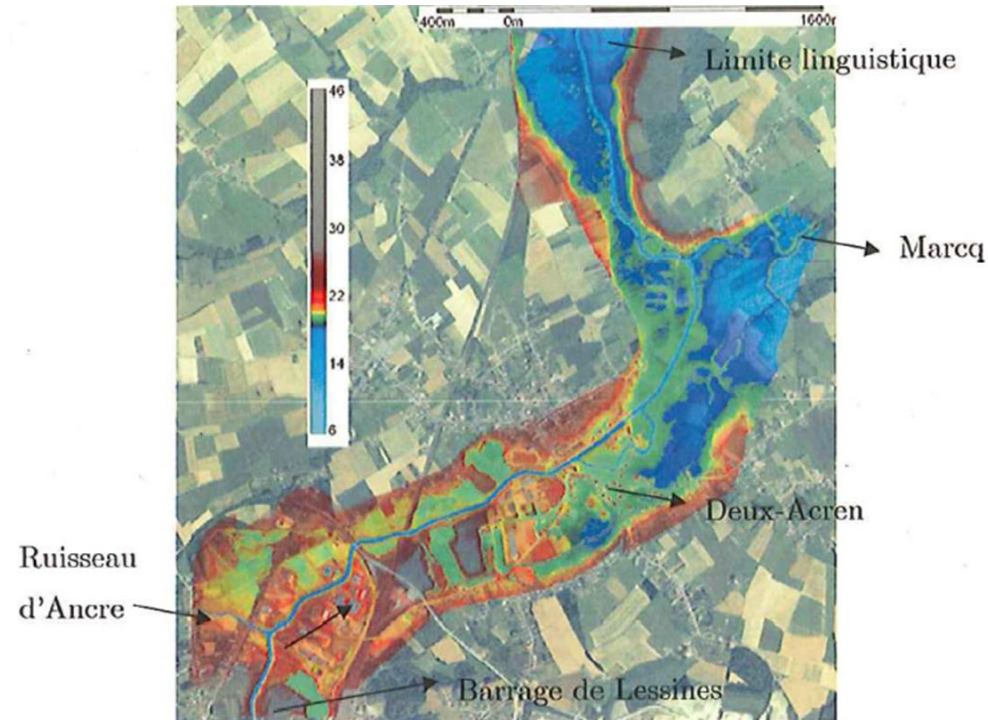 400m 0m 1600m
Limite linguistique
46
38
30
22
14
6
Marcq
Deux-Acren
Ruisseau
d'Ancre
Barrage de Lessines